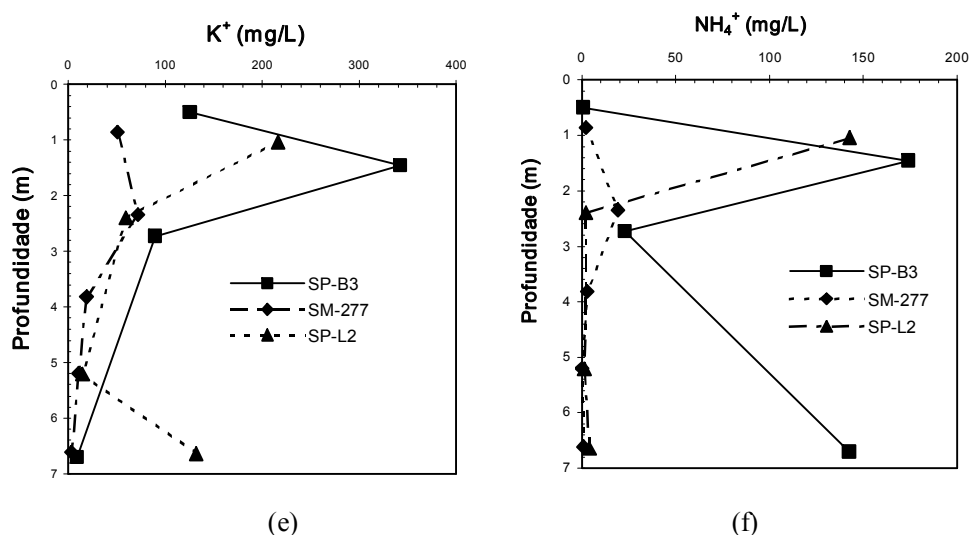 K⁺ (mg/L)
0 100 200 300 400
Profundidade (m)
0
1
2
3
4
5
6
7
SP-B3
SM-277
SP-L2
(e)
NH₄⁺ (mg/L)
0 50 100 150 200
Profundidade (m)
0
1
2
3
4
5
6
7
SP-B3
SM-277
SP-L2
(f)